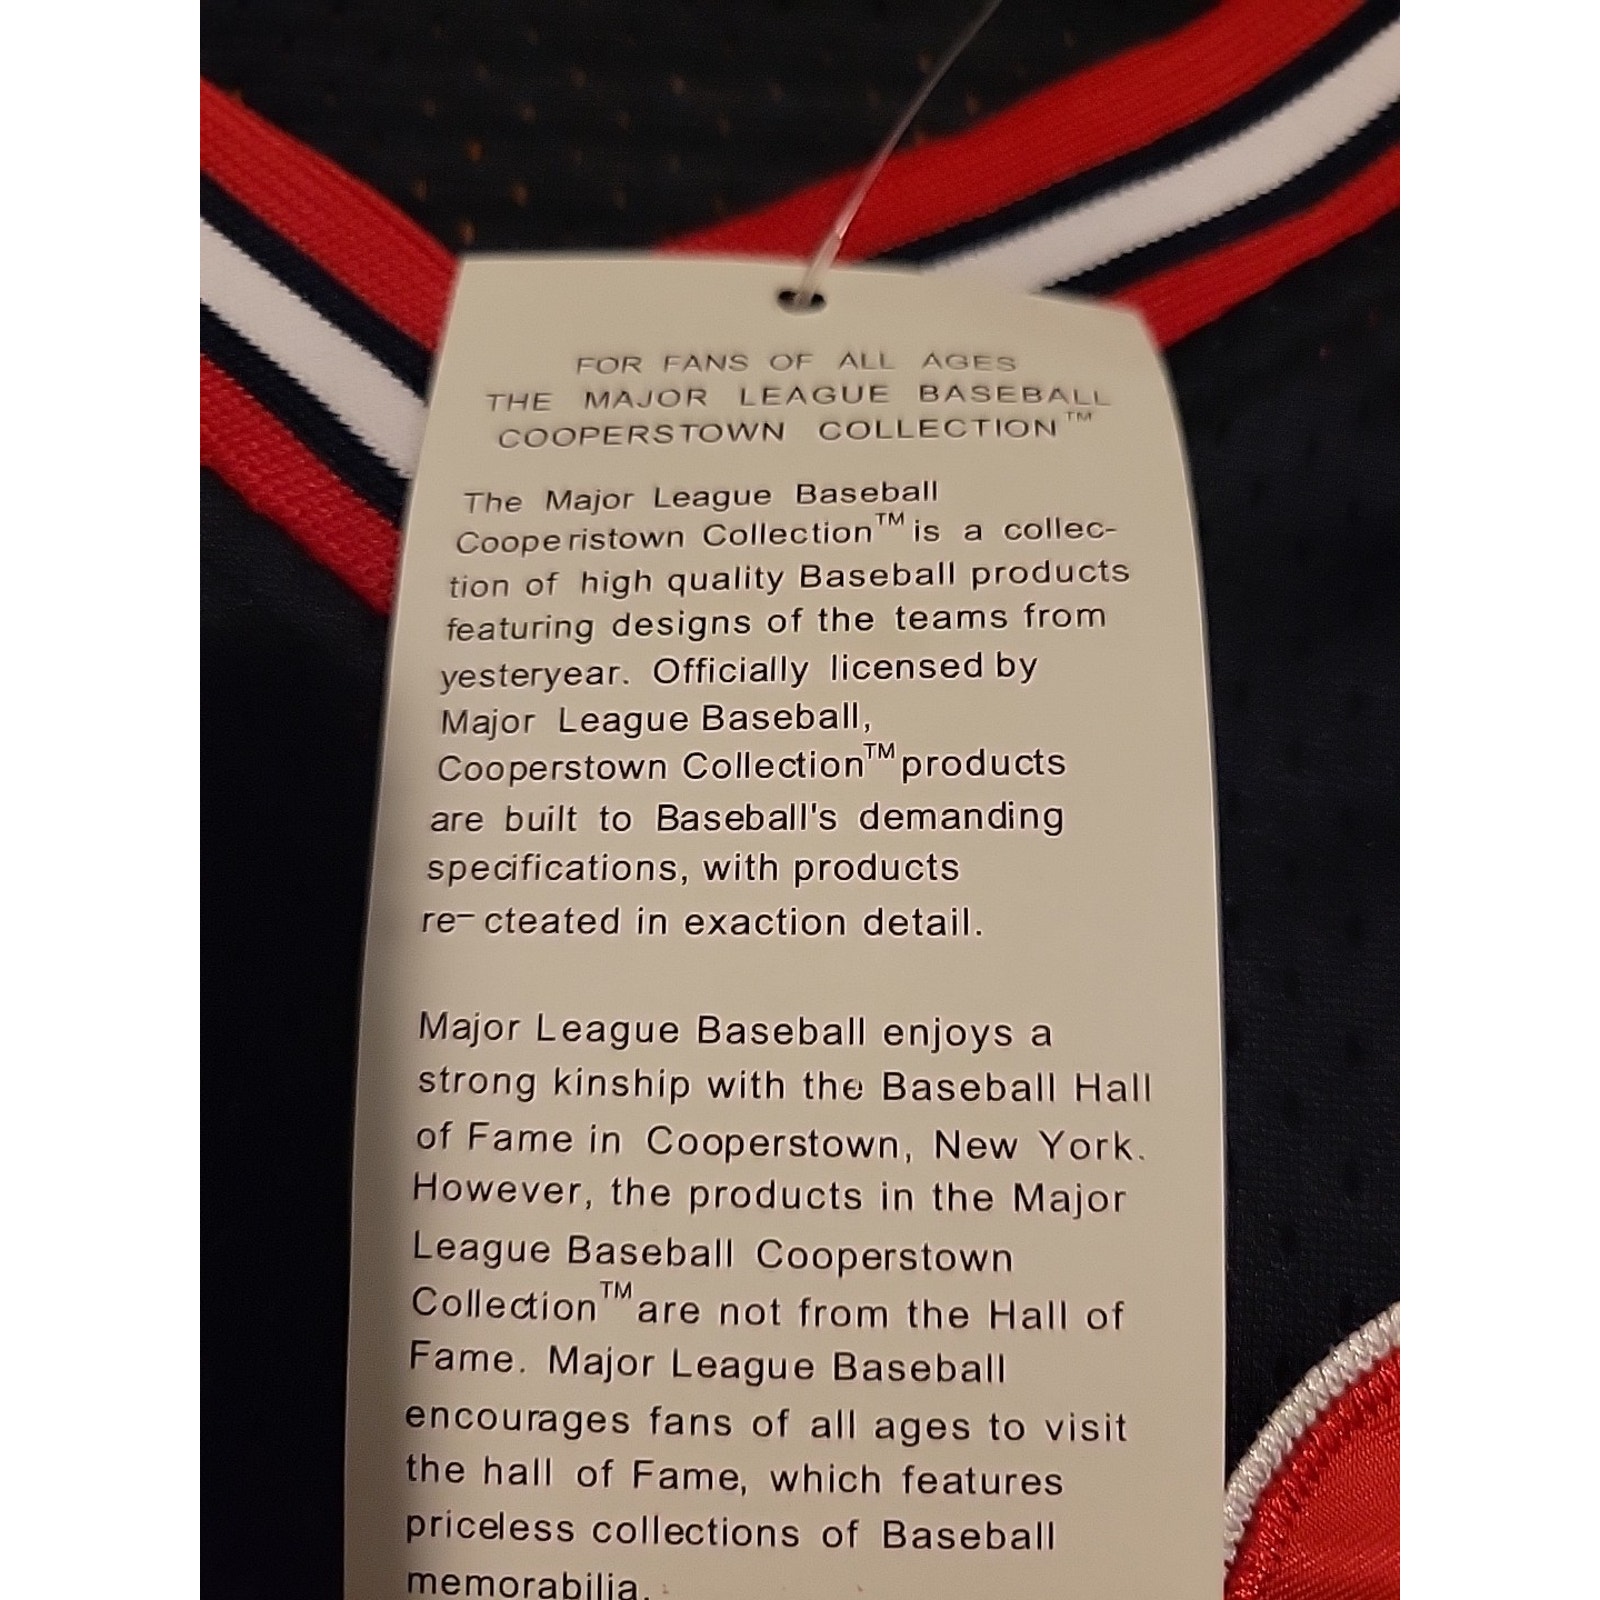 FOR FANS OF ALL AGES
THE MAJOR LEAGUE BASEBALL
COOPERSTOWN COLLECTION™
The Major League Baseball
Cooperistown Collection™ is a collec-
tion of high quality Baseball products
featuring designs of the teams from
yesteryear. Officially licensed by
Major League Baseball,
Cooperstown Collection™ products
are built to Baseball's demanding
specifications, with products
re-cteated in exaction detail.
Major League Baseball enjoys a
strong kinship with the Baseball Hall
of Fame in Cooperstown, New York.
However, the products in the Major
League Baseball Cooperstown
Collection™ are not from the Hall of
Fame. Major League Baseball
encourages fans of all ages to visit
the hall of Fame, which features
priceless collections of Baseball
memorabilia.